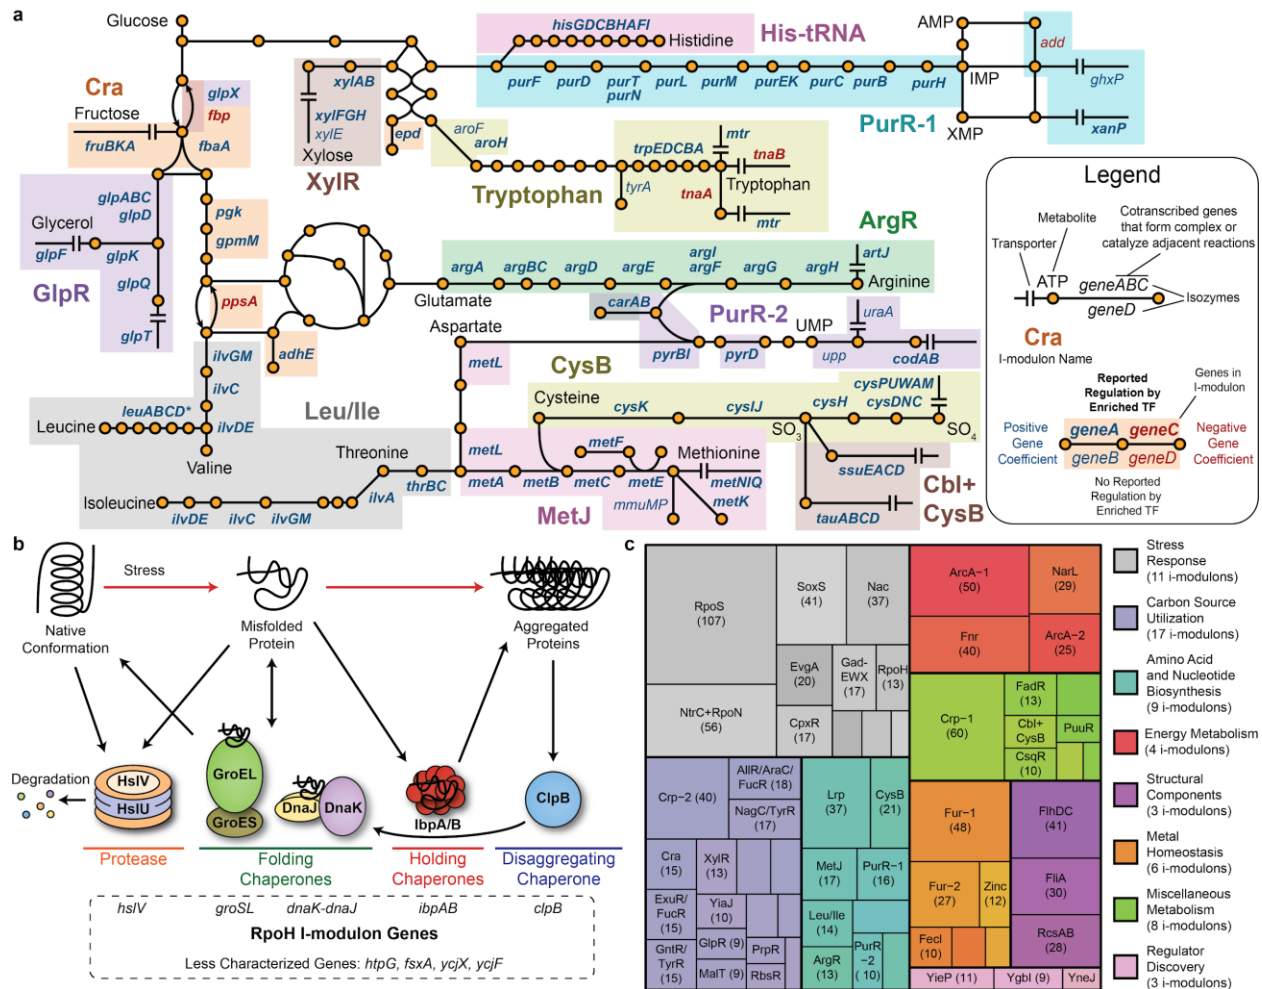 a
Glucose
hisGDCBHAFI
Histidine
His-tRNA
AMP
add
IMP
ghxP
XMP
xanP
purF
purD
purT
purN
purL
purM
purEK
purC
purB
purH
PurR-1
Cra
glpX
fbp
Fructose
fruBKA
fbaA
xylAB
xylFGH
xylE
Xylose
XylR
epd
aroF
aroH
trpEDCBA
mtr
tnaB
tyrA
tnaA
Tryptophan
mtr
Tryptophan
glpABC
glpD
Glycerol
glpF
glpK
glpQ
glpT
GlpR
pgk
gpmM
ppsA
adhE
ArgR
argA
argBC
argD
argE
argI
argF
argG
argH
artJ
Glutamate
Arginine
carAB
PurR-2
UMP
uraA
Aspartate
pyrBI
pyrD
upp
codAB
metL
CysB
Cysteine
cysK
cysIJ
cysH
cysPUWAM
cysDNC
SO3
SO4
ilvGM
ilvC
leuABCD*
Leucine
ilvDE
Valine
Leu/Ile
Threonine
metL
metF
Methionine
ssuEACD
Isoleucine
ilvA
thrBC
metA
metB
metC
metE
metNIQ
metK
mmuMP
MetJ
ilvDE
ilvC
ilvGM
tauABCD
Cbl+
CysB
Legend
Metabolite
Cotranscribed genes
that form complex or
catalyze adjacent reactions
Transporter
ATP
geneABC
geneD
Isozymes
Cra
I-modulon Name
Reported
Regulation by
Enriched TF
Genes in
I-modulon
Positive
Gene
Coefficient
geneA
geneC
geneB
geneD
Negative
Gene
Coefficient
No Reported
Regulation by
Enriched TF
b
Stress
Native
Conformation
Misfolded
Protein
Aggregated
Proteins
Degradation
HslV
HslU
GroEL
GroES
DnaJ
DnaK
IbpA/B
ClpB
Protease
Folding
Chaperones
Holding
Chaperones
Disaggregating
Chaperone
hslV
groSL
dnaK-dnaJ
ibpAB
clpB
RpoH I-modulon Genes
Less Characterized Genes: htpG, fsxA, ycjX, ycjF
c
RpoS
(107)
SoxS
(41)
Nac
(37)
EvgA
(20)
Gad-
EWX
(17)
RpoH
(13)
NtrC+RpoN
(56)
CpxR
(17)
ArcA−1
(50)
NarL
(29)
Fnr
(40)
ArcA−2
(25)
Crp−1
(60)
FadR
(13)
Cbl+
CysB
PuuR
CsqR
(10)
Crp−2 (40)
AllR/AraC/
FucR (18)
NagC/TyrR
(17)
Cra
(15)
XylR
(13)
ExuR/
FucR
(15)
YiaJ
(10)
GntR/
TyrR
(15)
GlpR (9)
PrpR
MalT (9)
RbsR
Lrp
(37)
CysB
(21)
MetJ
(17)
PurR−1
(16)
Leu/Ile
(14)
ArgR
(13)
PurR
−2
( 10)
Fur−1
(48)
Fur−2
(27)
Zinc
(12)
FecI
(10)
FlhDC
(41)
FliA
(30)
RcsAB
(28)
YieP (11)
YgbI (9)
YneJ
Stress
Response
(11 i-modulons)
Carbon Source
Utilization
(17 i-modulons)
Amino Acid
and Nucleotide
Biosynthesis
(9 i-modulons)
Energy Metabolism
(4 i-modulons)
Structural
Components
(3 i-modulons)
Metal
Homeostasis
(6 i-modulons)
Miscellaneous
Metabolism
(8 i-modulons)
Regulator
Discovery
(3 i-modulons)